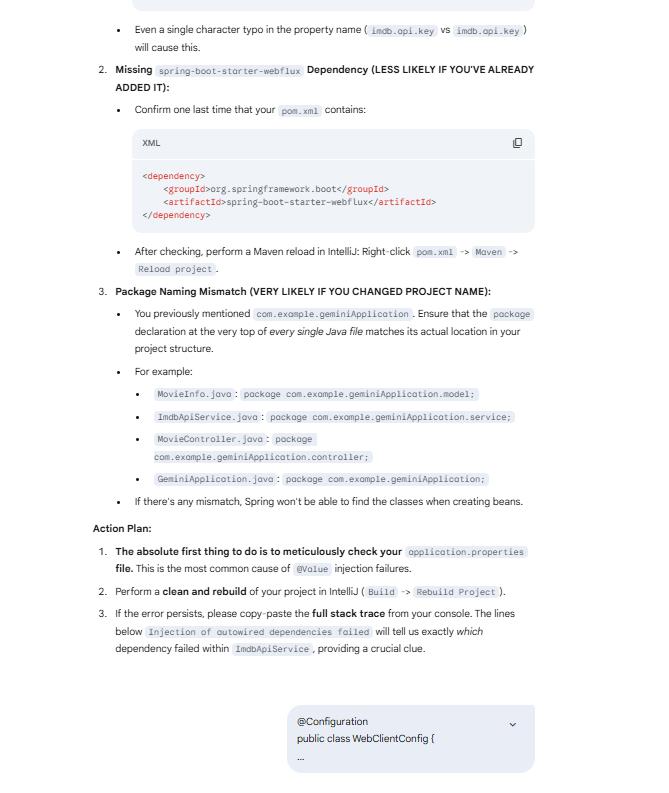 • Even a single character typo in the property name ( imdb.api.key vs imdb.api.key )
will cause this.
2. Missing spring-boot-starter-webflux Dependency (LESS LIKELY IF YOU'VE ALREADY
ADDED IT):
• Confirm one last time that your pom.xml contains:
XML
<dependency>
<groupId>org.springframework.boot</groupId>
<artifactId>spring-boot-starter-webflux</artifactId>
</dependency>
• After checking, perform a Maven reload in IntelliJ: Right-click pom.xml -> Maven ->
Reload project .
3. Package Naming Mismatch (VERY LIKELY IF YOU CHANGED PROJECT NAME):
• You previously mentioned com.example.geminiApplication . Ensure that the package
declaration at the very top of every single Java file matches its actual location in your
project structure.
• For example:
• MovieInfo.java : package com.example.geminiApplication.model;
• ImdbApiService.java : package com.example.geminiApplication.service;
• MovieController.java : package
com.example.geminiApplication.controller;
• GeminiApplication.java : package com.example.geminiApplication;
• If there's any mismatch, Spring won't be able to find the classes when creating beans.
Action Plan:
1. The absolute first thing to do is to meticulously check your application.properties
file. This is the most common cause of @Value injection failures.
2. Perform a clean and rebuild of your project in IntelliJ ( Build -> Rebuild Project ).
3. If the error persists, please copy-paste the full stack trace from your console. The lines
below Injection of autowired dependencies failed will tell us exactly which
dependency failed within ImdbApiService , providing a crucial clue.
@Configuration
public class WebClientConfig {
...